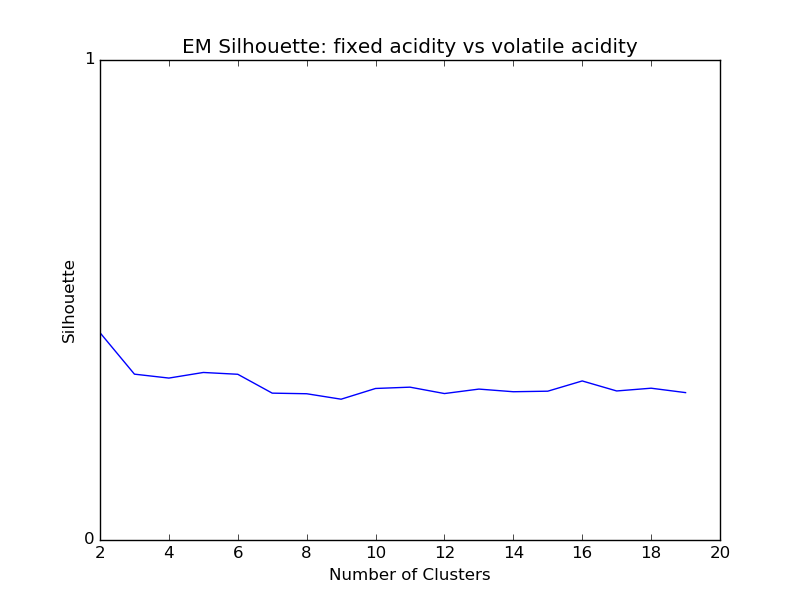 EM Silhouette: fixed acidity vs volatile acidity
1
Silhouette
0
2 4 6 8 10 12 14 16 18 20
Number of Clusters